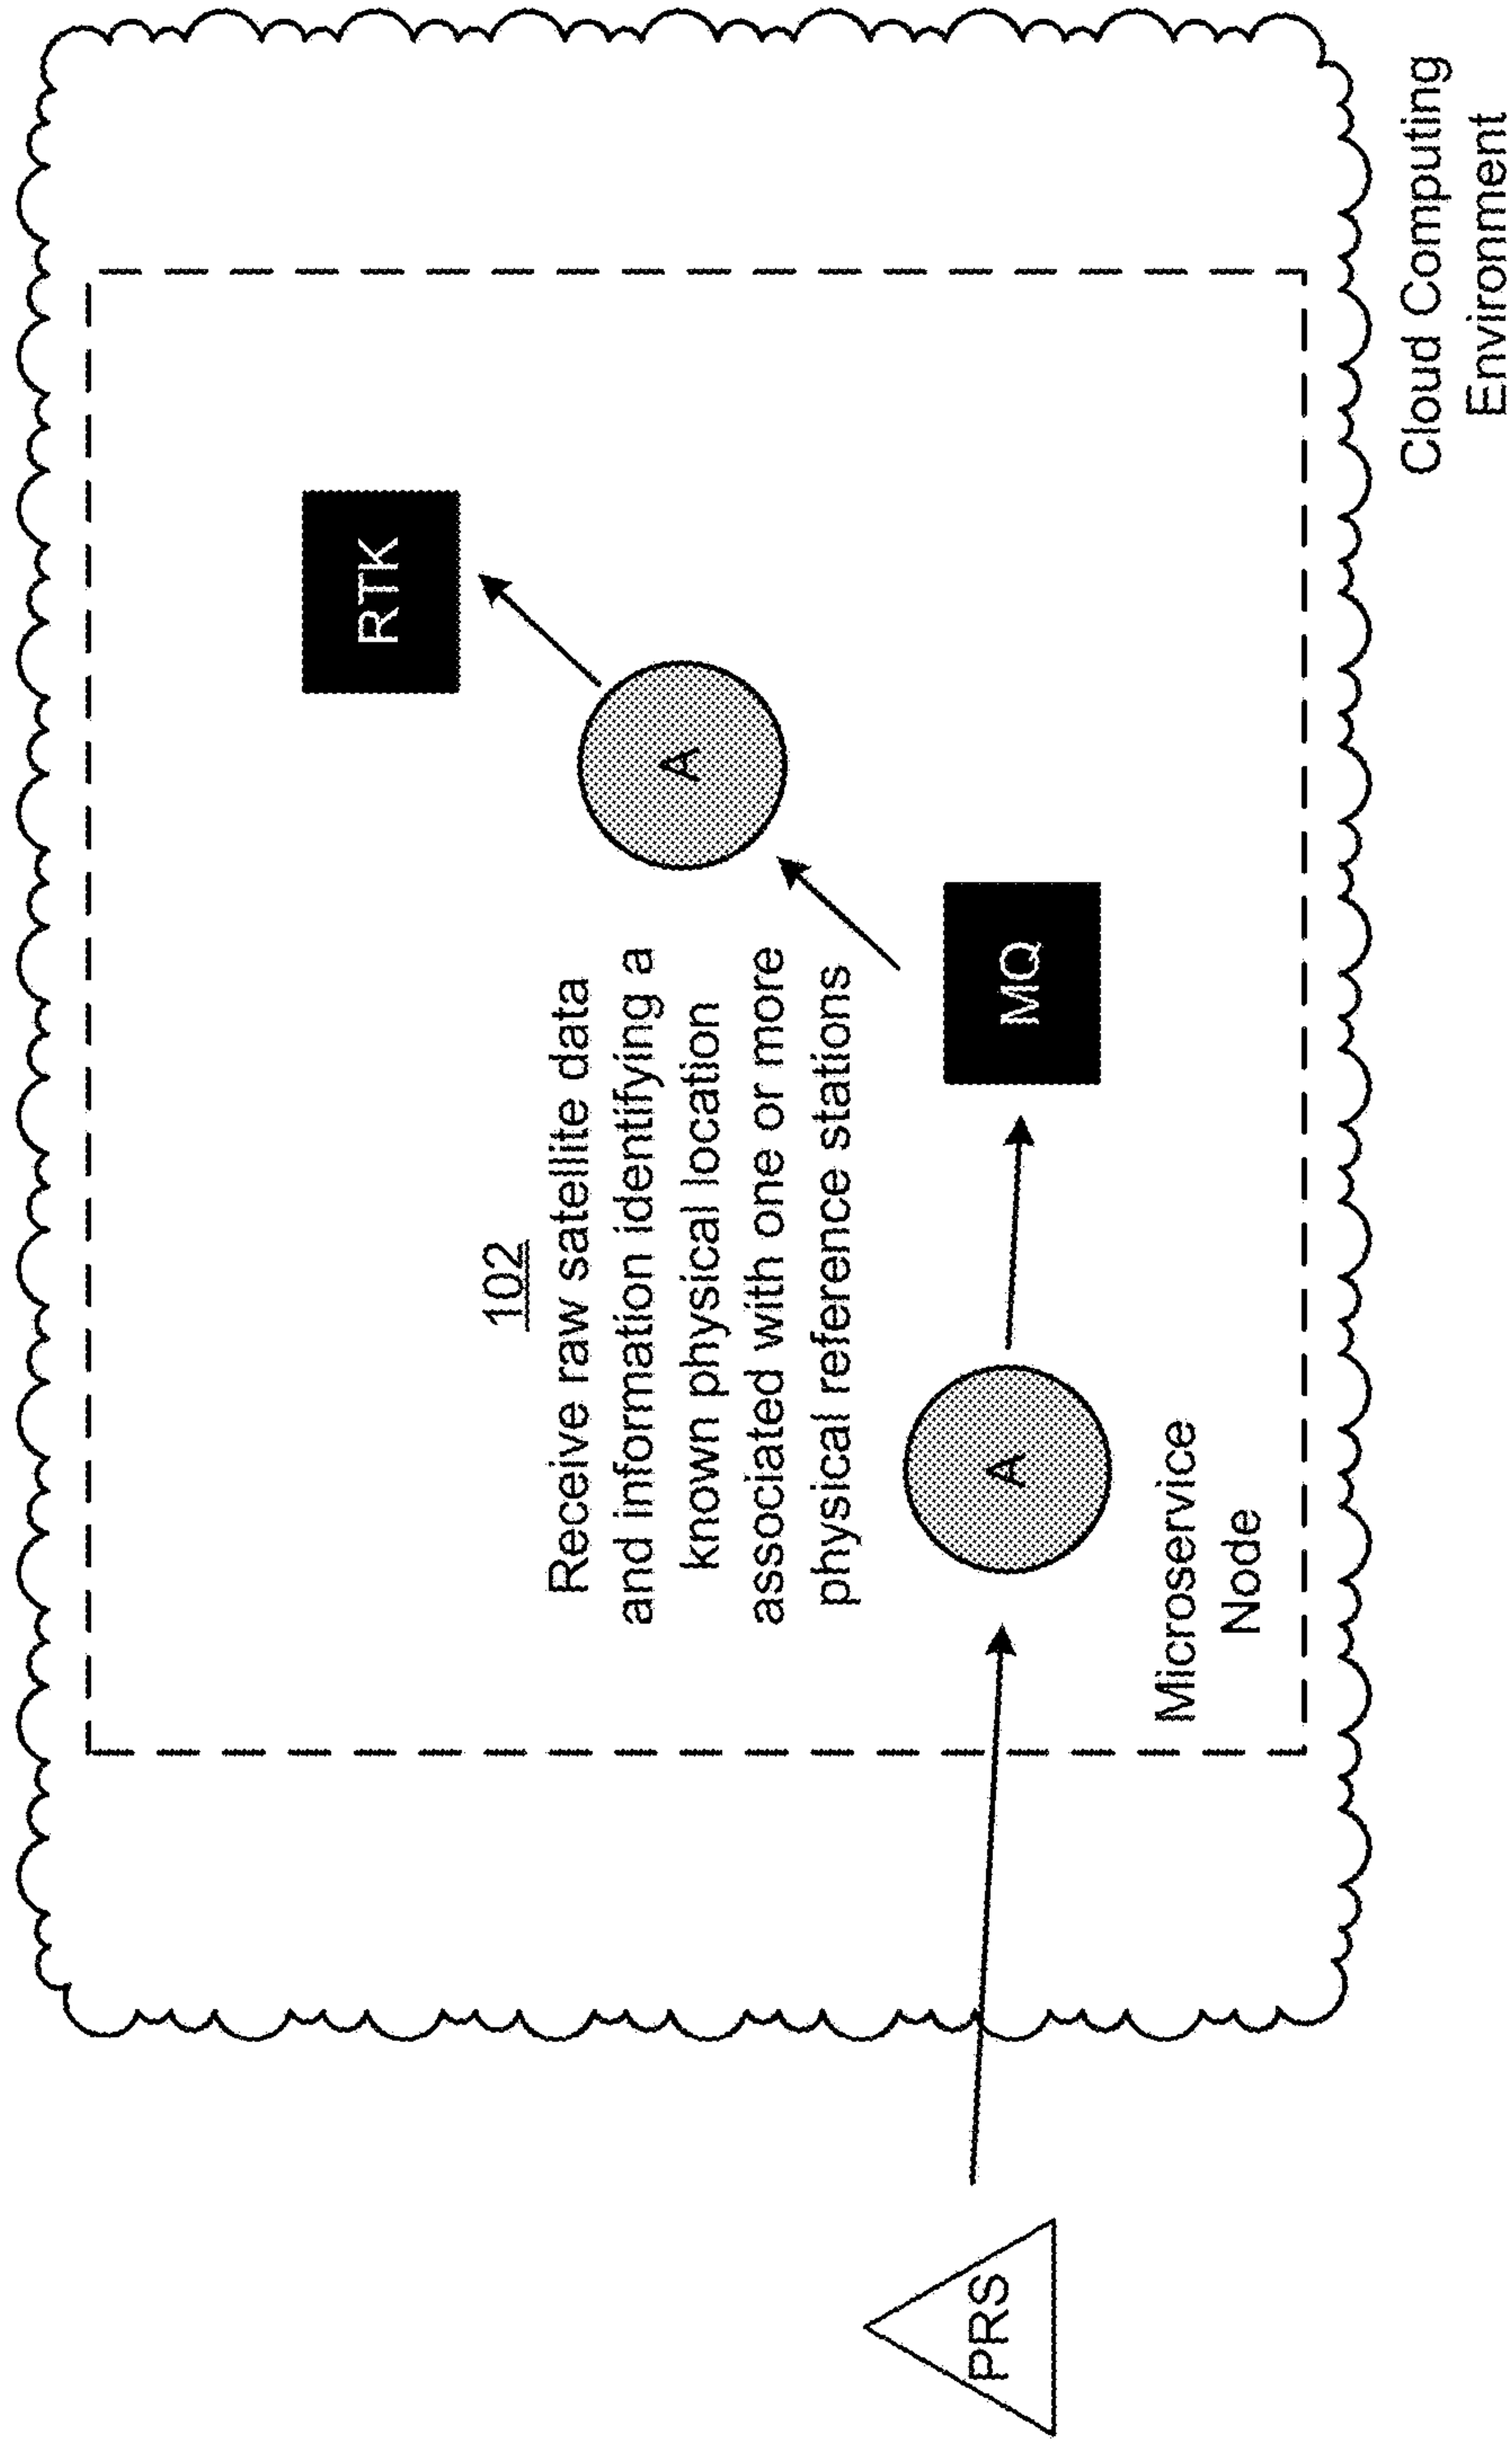 102
Receive raw satellite data
and information identifying a
known physical location
associated with one or more
physical reference stations
RTK
A
MQ
A
PRS
Microservice
Node
Cloud Computing
Environment